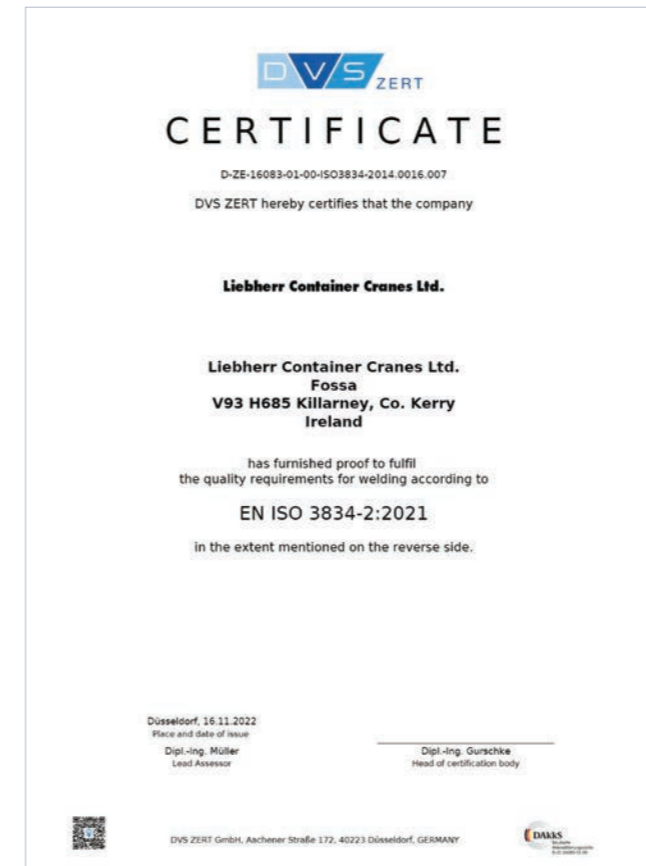 DVS ZERT
CERTIFICATE
D-ZE-16083-01-00-ISO3834-2014.0016.007
DVS ZERT hereby certifies that the company
Liebherr Container Cranes Ltd.
Liebherr Container Cranes Ltd.
Fossa
V93 H685 Killarney, Co. Kerry
Ireland
has furnished proof to fulfil
the quality requirements for welding according to
EN ISO 3834-2:2021
in the extent mentioned on the reverse side.
Düsseldorf, 16.11.2022
Place and date of issue
Dipl.-Ing. Müller
Lead Assessor
Dipl.-Ing. Gurschke
Head of certification body
DVS ZERT GmbH, Aachener Straße 172, 40223 Düsseldorf, GERMANY
DAkkS